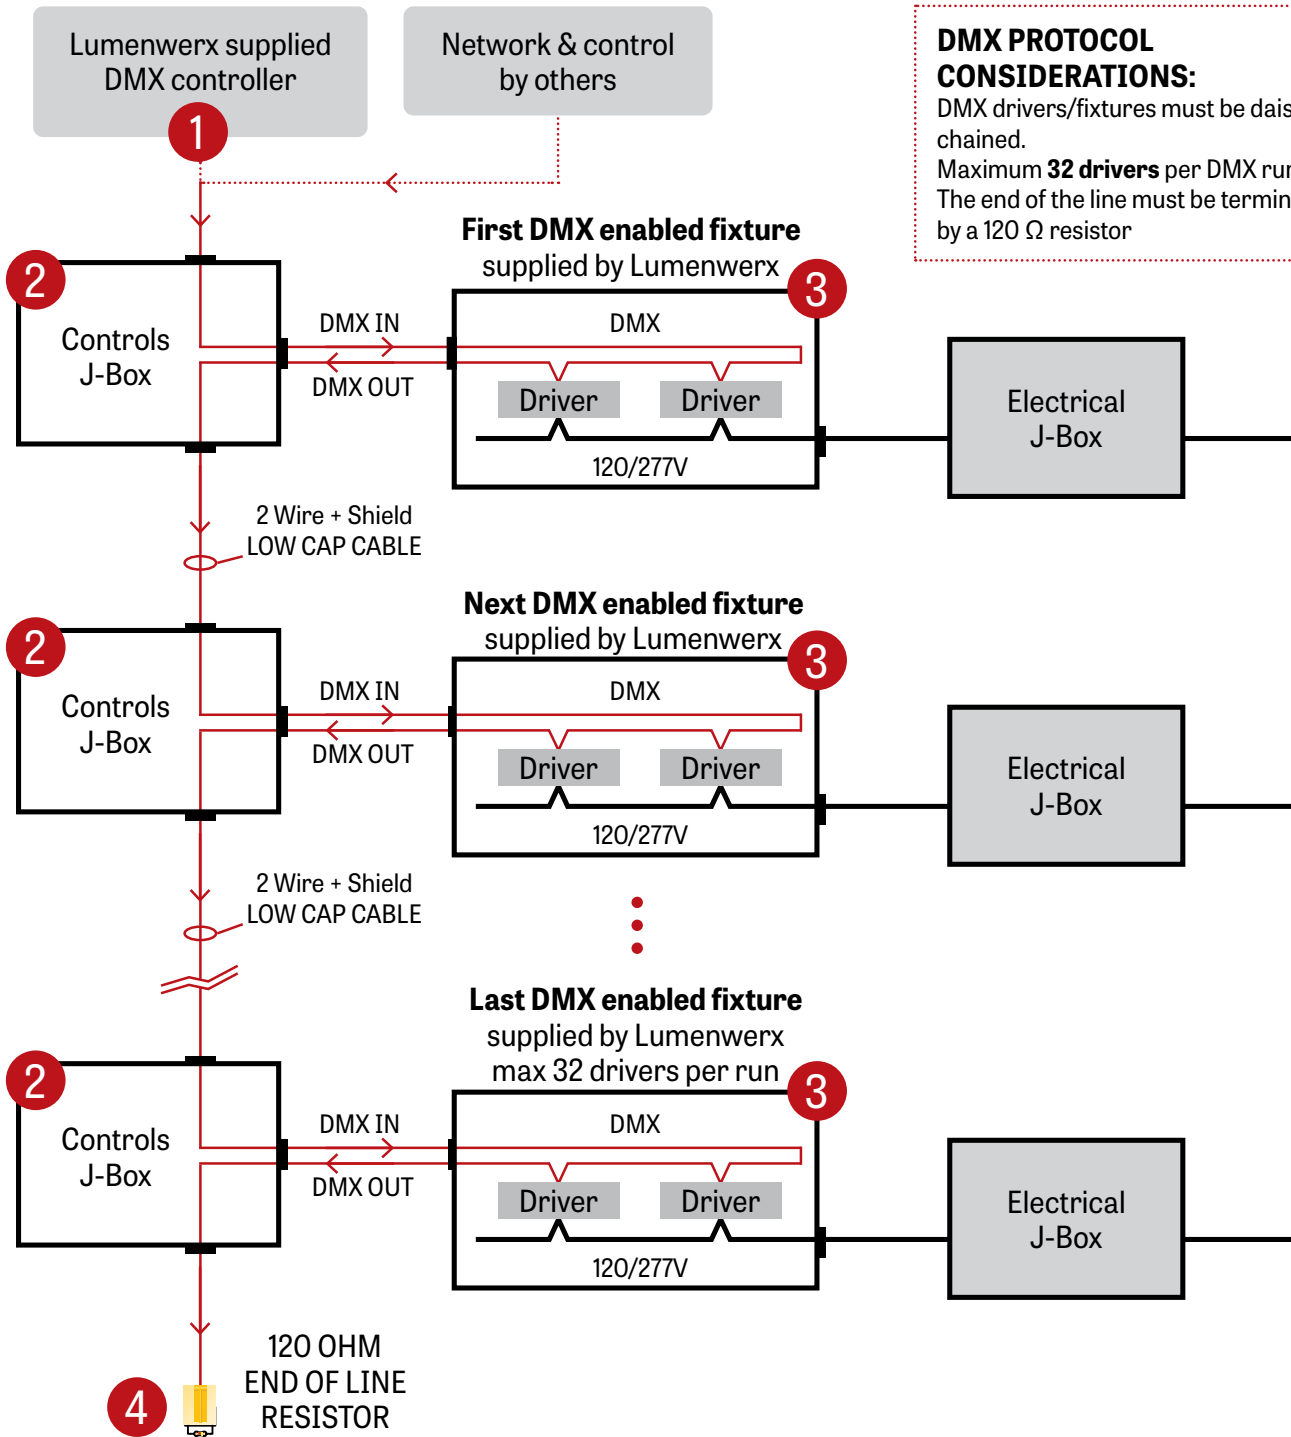 Lumenwerx supplied
DMX controller
1
Network & control
by others
DMX PROTOCOL
CONSIDERATIONS:
DMX drivers/fixtures must be dais
chained.
Maximum 32 drivers per DMX run
The end of the line must be termin
by a 120 Ω resistor
2
Controls
J-Box
DMX IN
DMX OUT
First DMX enabled fixture
supplied by Lumenwerx
3
DMX
Driver
Driver
120/277V
Electrical
J-Box
2 Wire + Shield
LOW CAP CABLE
2
Controls
J-Box
DMX IN
DMX OUT
Next DMX enabled fixture
supplied by Lumenwerx
3
DMX
Driver
Driver
120/277V
Electrical
J-Box
2 Wire + Shield
LOW CAP CABLE
2
Controls
J-Box
DMX IN
DMX OUT
Last DMX enabled fixture
supplied by Lumenwerx
max 32 drivers per run
3
DMX
Driver
Driver
120/277V
Electrical
J-Box
4
120 OHM
END OF LINE
RESISTOR